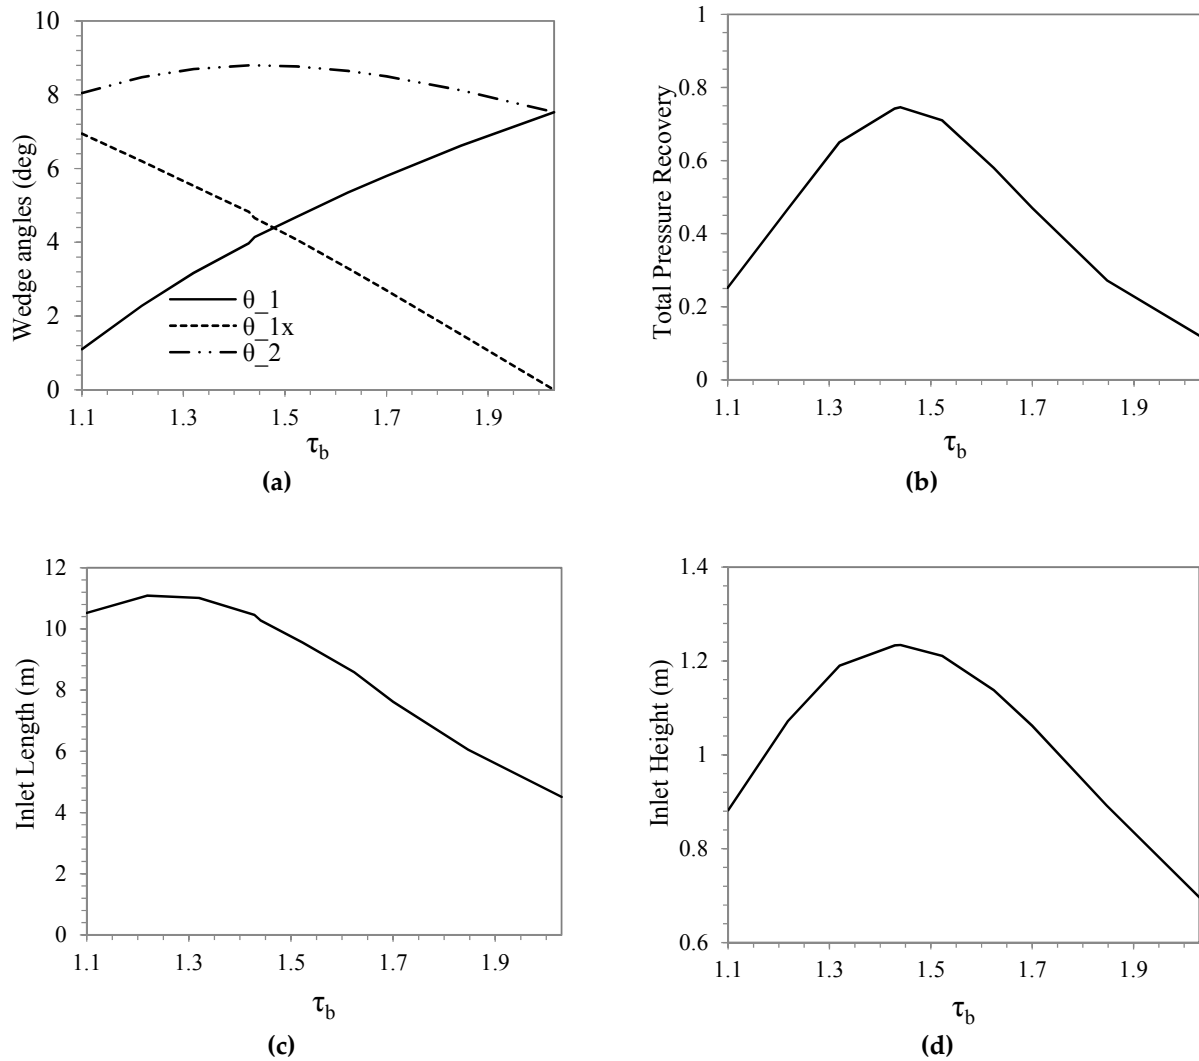 Wedge angles (deg)
10
8
6
4
2
0
θ_1
θ_1x
θ_2
1.1 1.3 1.5 1.7 1.9
τb
(a)
Total Pressure Recovery
1
0.8
0.6
0.4
0.2
0
1.1 1.3 1.5 1.7 1.9
τb
(b)
Inlet Length (m)
12
10
8
6
4
2
0
1.1 1.3 1.5 1.7 1.9
τb
(c)
Inlet Height (m)
1.4
1.2
1
0.8
0.6
1.1 1.3 1.5 1.7 1.9
τb
(d)